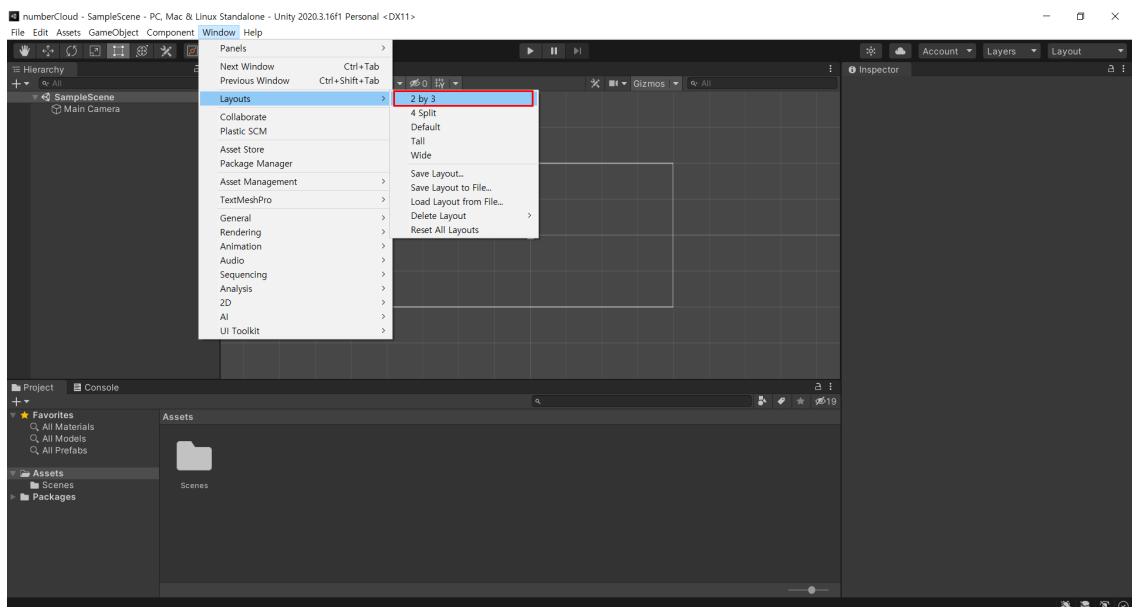 numberCloud - SampleScene - PC, Mac & Linux Standalone - Unity 2020.3.16f1 Personal <DX11>
File Edit Assets GameObject Component Window Help
Account Layers Layout
Hierarchy
All
SampleScene
Main Camera
Panels
Next Window Ctrl+Tab
Previous Window Ctrl+Shift+Tab
Layouts
Collaborate
Plastic SCM
Asset Store
Package Manager
Asset Management
TextMeshPro
General
Rendering
Animation
Audio
Sequencing
Analysis
2D
AI
UI Toolkit
2 by 3
4 Split
Default
Tall
Wide
Save Layout...
Save Layout to File...
Load Layout from File...
Delete Layout
Reset All Layouts
0
Gizmos
All
Inspector
Project Console
19
Favorites
All Materials
All Models
All Prefabs
Assets
Scenes
Packages
Assets
Scenes